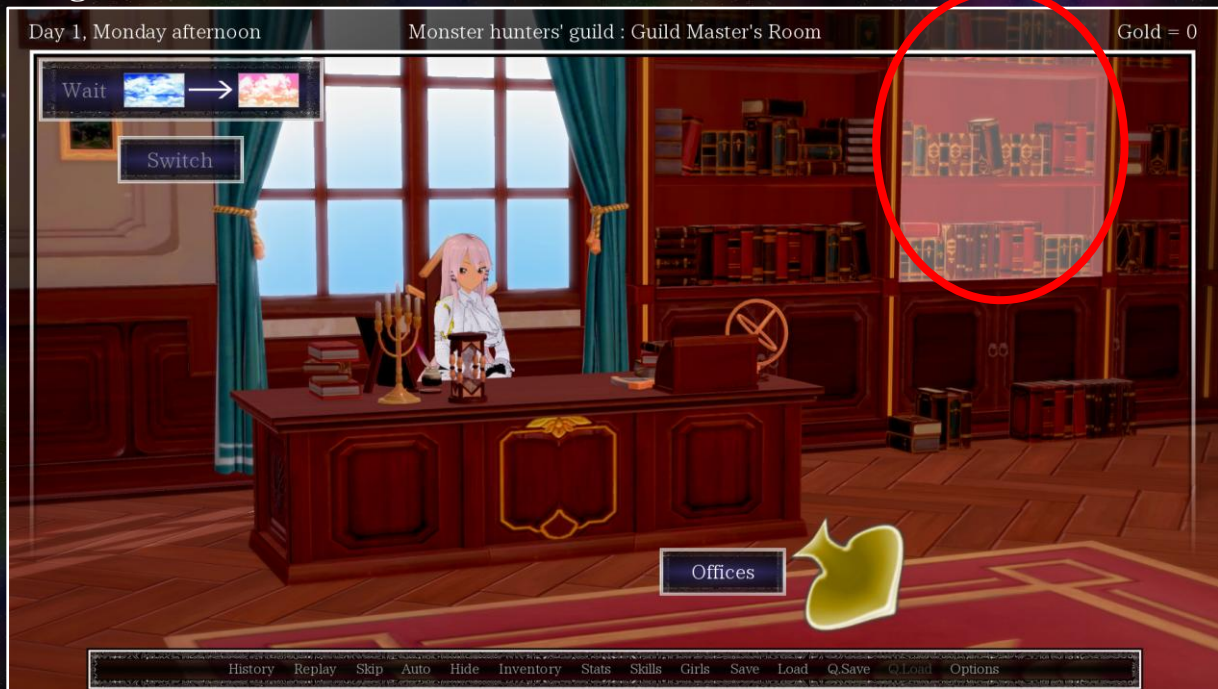 Day 1, Monday afternoon Monster hunters' guild : Guild Master's Room Gold = 0
Wait
Switch
Offices
History Replay Skip Auto Hide Inventory Stats Skills Girls Save Load Q.Save Q.Load Options